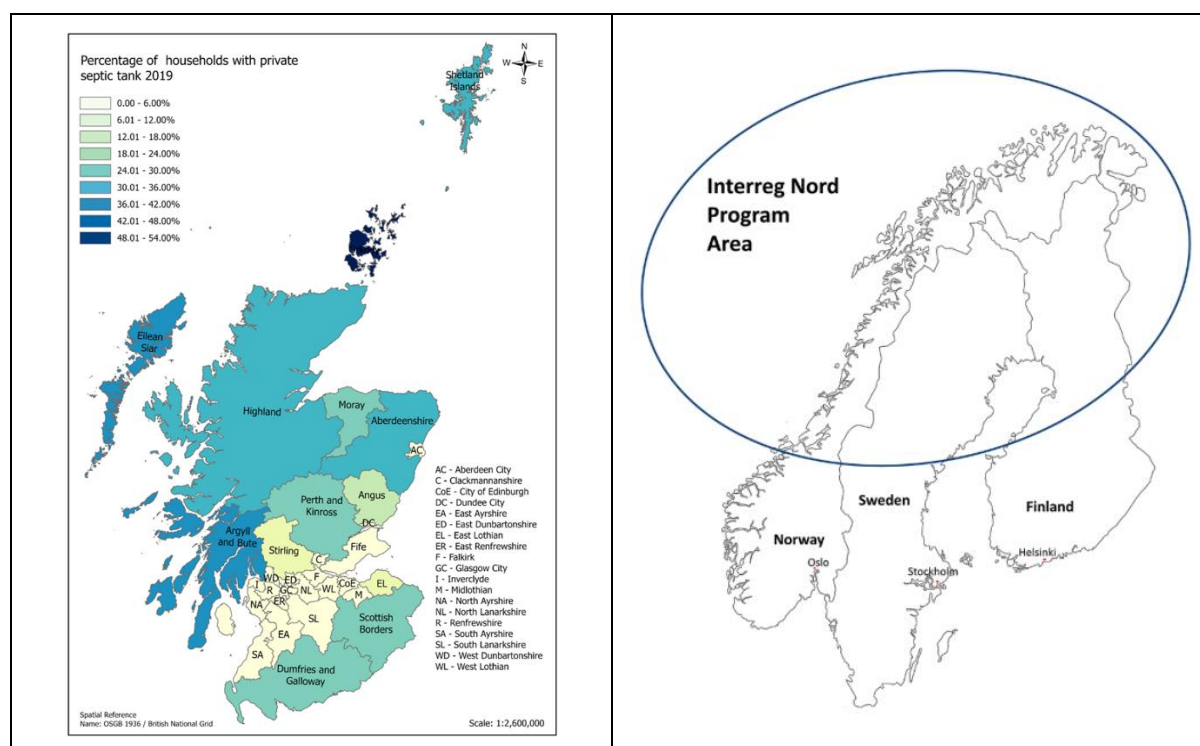 Percentage of households with private
septic tank 2019
0.00 - 6.00%
6.01 - 12.00%
12.01 - 18.00%
18.01 - 24.00%
24.01 - 30.00%
30.01 - 36.00%
36.01 - 42.00%
42.01 - 48.00%
48.01 - 54.00%
N
W E
S
Shetland
Islands
Eilean
Siar
Highland
Moray
Aberdeenshire
AC
Perth and
Kinross
Angus
DC
Argyll
and Bute
Stirling
Fife
C
I
WD
ED
F
R
GC
NL
WL
CoE
EL
M
NA
ER
SL
EA
SA
Scottish
Borders
Dumfries and
Galloway
AC - Aberdeen City
C - Clackmannanshire
CoE - City of Edinburgh
DC - Dundee City
EA - East Ayrshire
ED - East Dunbartonshire
EL - East Lothian
ER - East Renfrewshire
F - Falkirk
GC - Glasgow City
I - Inverclyde
M - Midlothian
NA - North Ayrshire
NL - North Lanarkshire
R - Renfrewshire
SA - South Ayrshire
SL - South Lanarkshire
WD - West Dunbartonshire
WL - West Lothian
Spatial Reference
Name: OSGB 1936 / British National Grid
Scale: 1:2,600,000
Interreg Nord
Program
Area
Sweden
Finland
Norway
Oslo
Stockholm
Helsinki